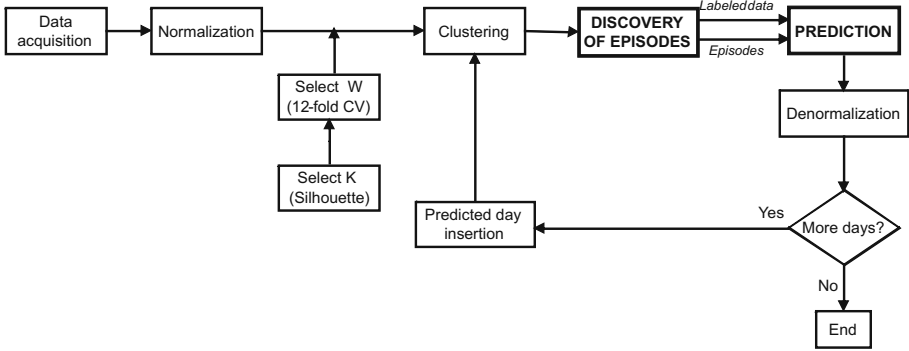 Data
acquisition
Normalization
Clustering
DISCOVERY
OF EPISODES
Labeleddata
Episodes
PREDICTION
Select W
(12-fold CV)
Denormalization
Select K
(Silhouette)
Predicted day
insertion
Yes
More days?
No
End